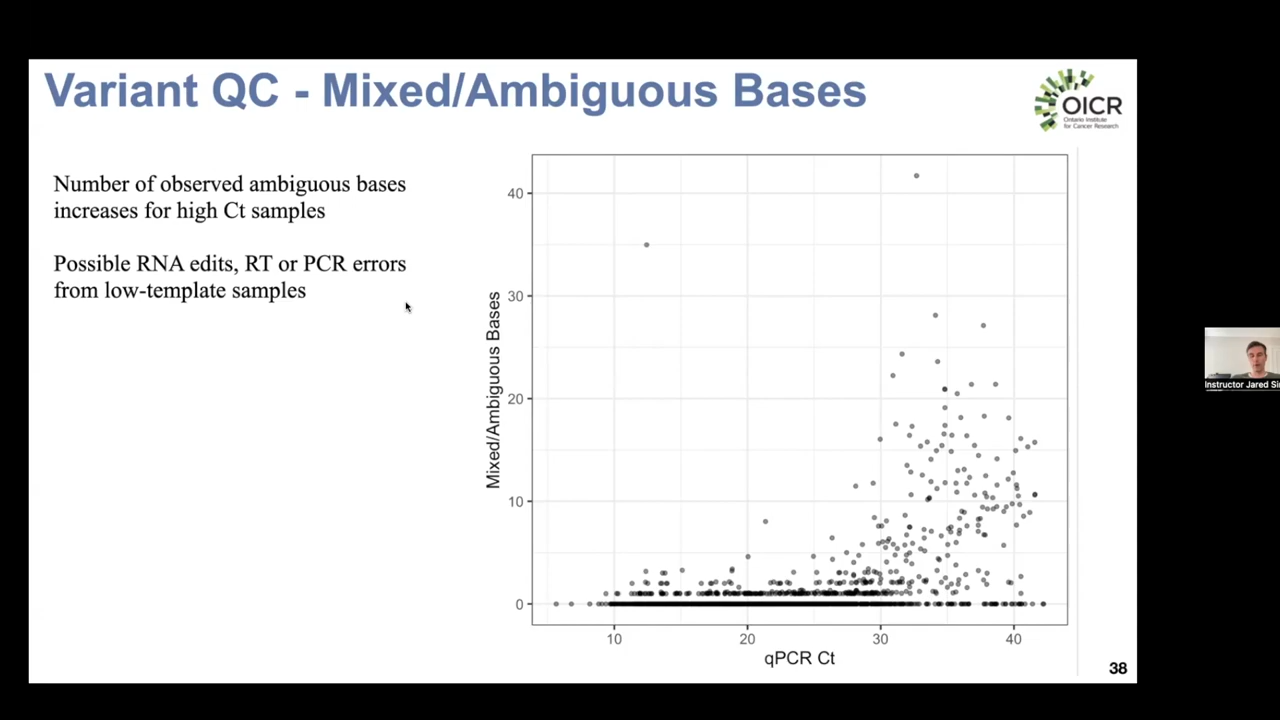 Variant QC - Mixed/Ambiguous Bases
OICR
Ontario Institute
for Cancer Research
Number of observed ambiguous bases
increases for high Ct samples
Possible RNA edits, RT or PCR errors
from low-template samples
Mixed/Ambiguous Bases
40
30
20
10
0
10
20
30
40
qPCR Ct
38
Instructor Jared